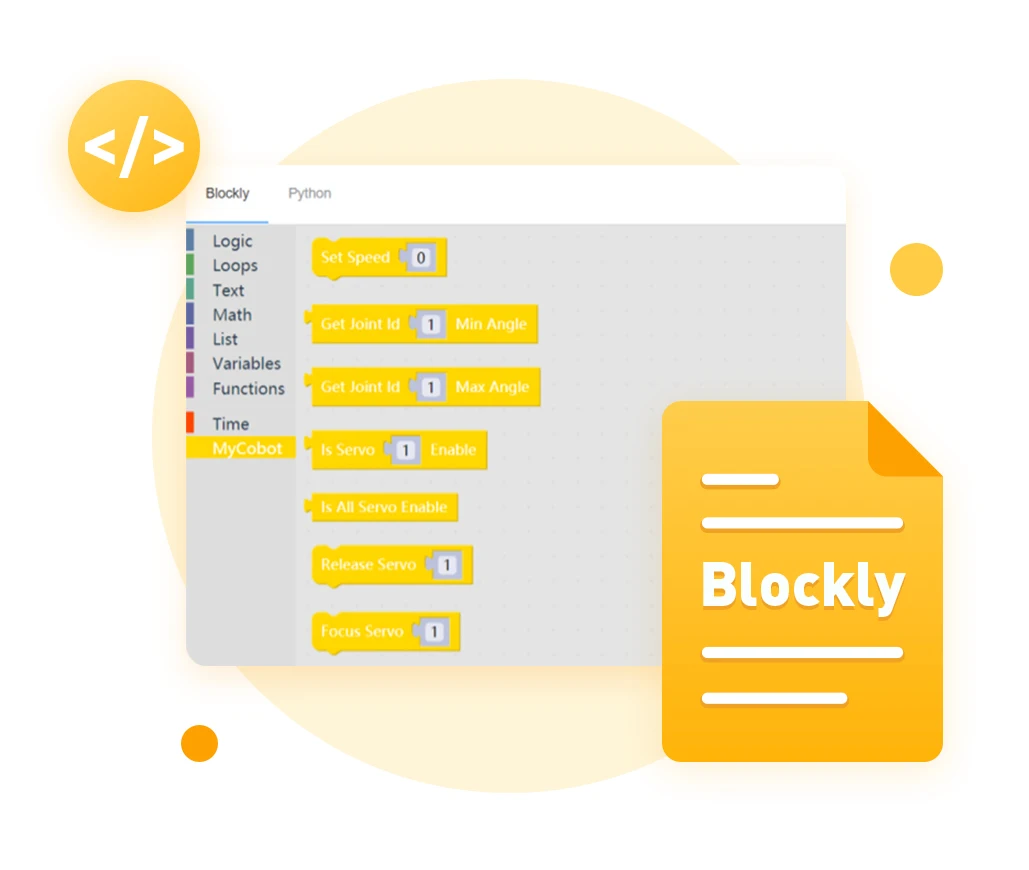 </>
Blockly Python
Logic
Loops
Text
Math
List
Variables
Functions
Time
MyCobot
Set Speed 0
Get Joint Id 1 Min Angle
Get Joint Id 1 Max Angle
Is Servo 1 Enable
Is All Servo Enable
Release Servo 1
Focus Servo 1
Blockly